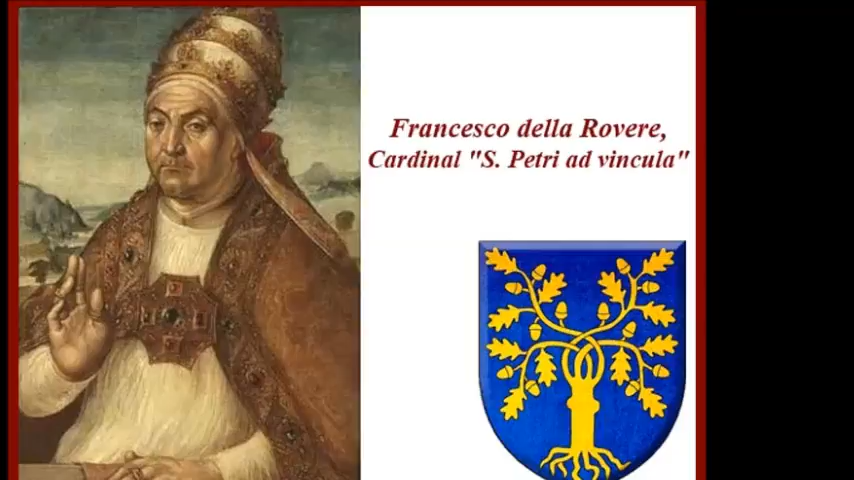 Francesco della Rovere,
Cardinal "S. Petri ad vincula"